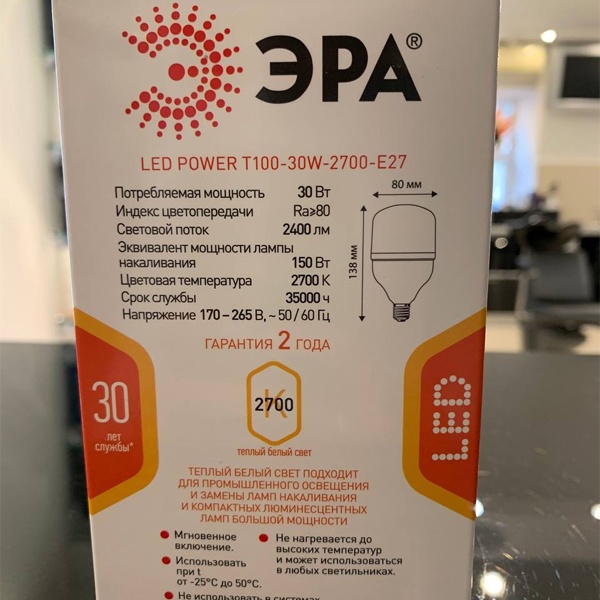 ЭРА®
LED POWER T100-30W-2700-E27
Потребляемая мощность 30 Вт
Индекс цветопередачи Ra≥80
Световой поток 2400 лм
Эквивалент мощности лампы
накаливания 150 Вт
Цветовая температура 2700 К
Срок службы 35000 ч
Напряжение 170 – 265 В, ~ 50 / 60 Гц
80 мм
138 мм
ГАРАНТИЯ 2 ГОДА
30
лет
службы*
K
2700
теплый белый свет
LED
ТЕПЛЫЙ БЕЛЫЙ СВЕТ ПОДХОДИТ
ДЛЯ ПРОМЫШЛЕННОГО ОСВЕЩЕНИЯ
И ЗАМЕНЫ ЛАМП НАКАЛИВАНИЯ
И КОМПАКТНЫХ ЛЮМИНЕСЦЕНТНЫХ
ЛАМП БОЛЬШОЙ МОЩНОСТИ
• Мгновенное
включение.
• Использовать
при t
от -25°С до 50°С.
• Не нагревается до
высоких температур
и может использоваться
в любых светильниках.
• Не использовать в системах